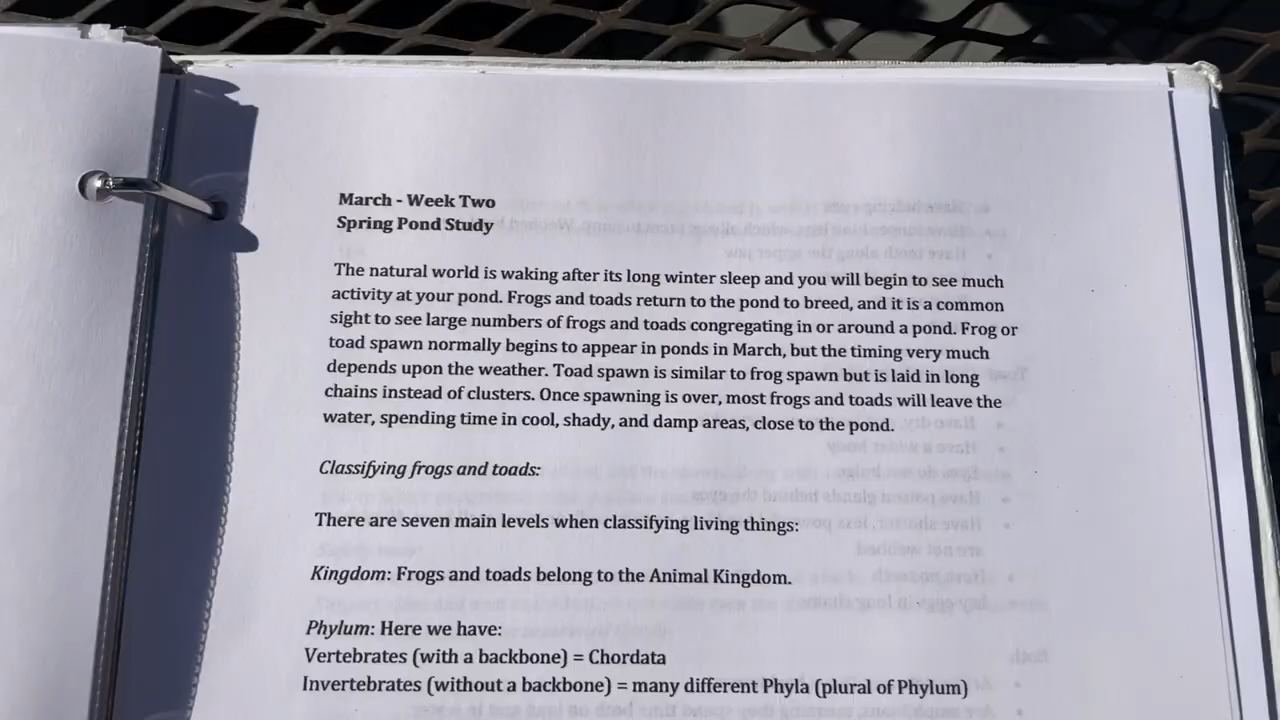 March - Week Two
Spring Pond Study
The natural world is waking after its long winter sleep and you will begin to see much
activity at your pond. Frogs and toads return to the pond to breed, and it is a common
sight to see large numbers of frogs and toads congregating in or around a pond. Frog or
toad spawn normally begins to appear in ponds in March, but the timing very much
depends upon the weather. Toad spawn is similar to frog spawn but is laid in long
chains instead of clusters. Once spawning is over, most frogs and toads will leave the
water, spending time in cool, shady, and damp areas, close to the pond.
Classifying frogs and toads:
There are seven main levels when classifying living things:
Kingdom: Frogs and toads belong to the Animal Kingdom.
Phylum: Here we have:
Vertebrates (with a backbone) = Chordata
Invertebrates (without a backbone) = many different Phyla (plural of Phylum)